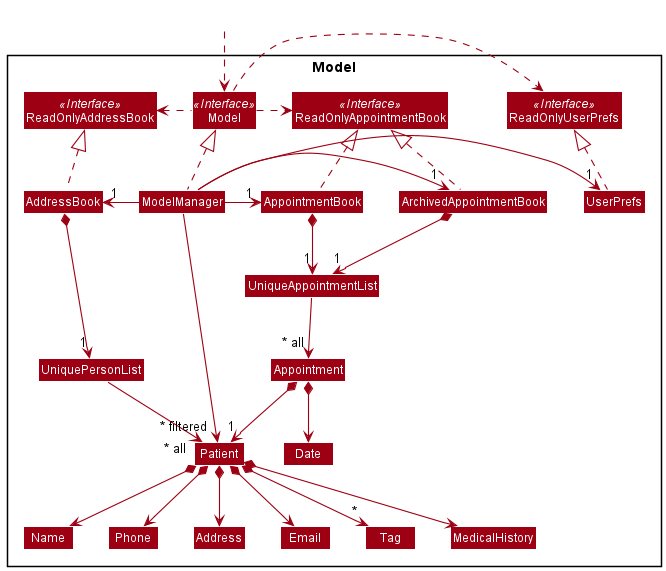 Model
«Interface»
ReadOnlyAddressBook
«Interface»
Model
«Interface»
ReadOnlyAppointmentBook
«Interface»
ReadOnlyUserPrefs
AddressBook
1
ModelManager
1
AppointmentBook
1
ArchivedAppointmentBook
1
UserPrefs
1
1
UniqueAppointmentList
1
* all
UniquePersonList
Appointment
* filtered
1
* all
Patient
Date
*
Name
Phone
Address
Email
Tag
MedicalHistory